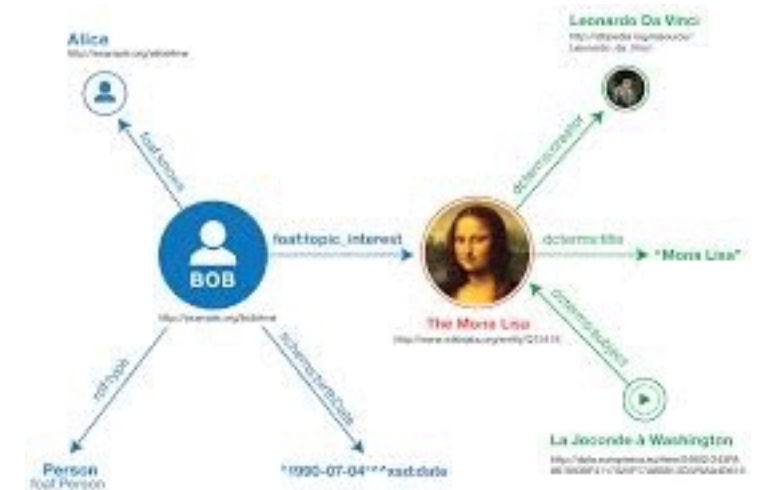 Leonardo Da Vinci
Leonardo_da_Vinci
Alice
foaf:knows
dcterms:creator
foaf:topic_interest
dcterms:title
"Mona Lisa"
BOB
The Mona Lisa
rdf:type
schema:birthDate
dcterms:subject
La Joconde à Washington
Person
foaf:Person
"1990-07-04"^^xsd:date